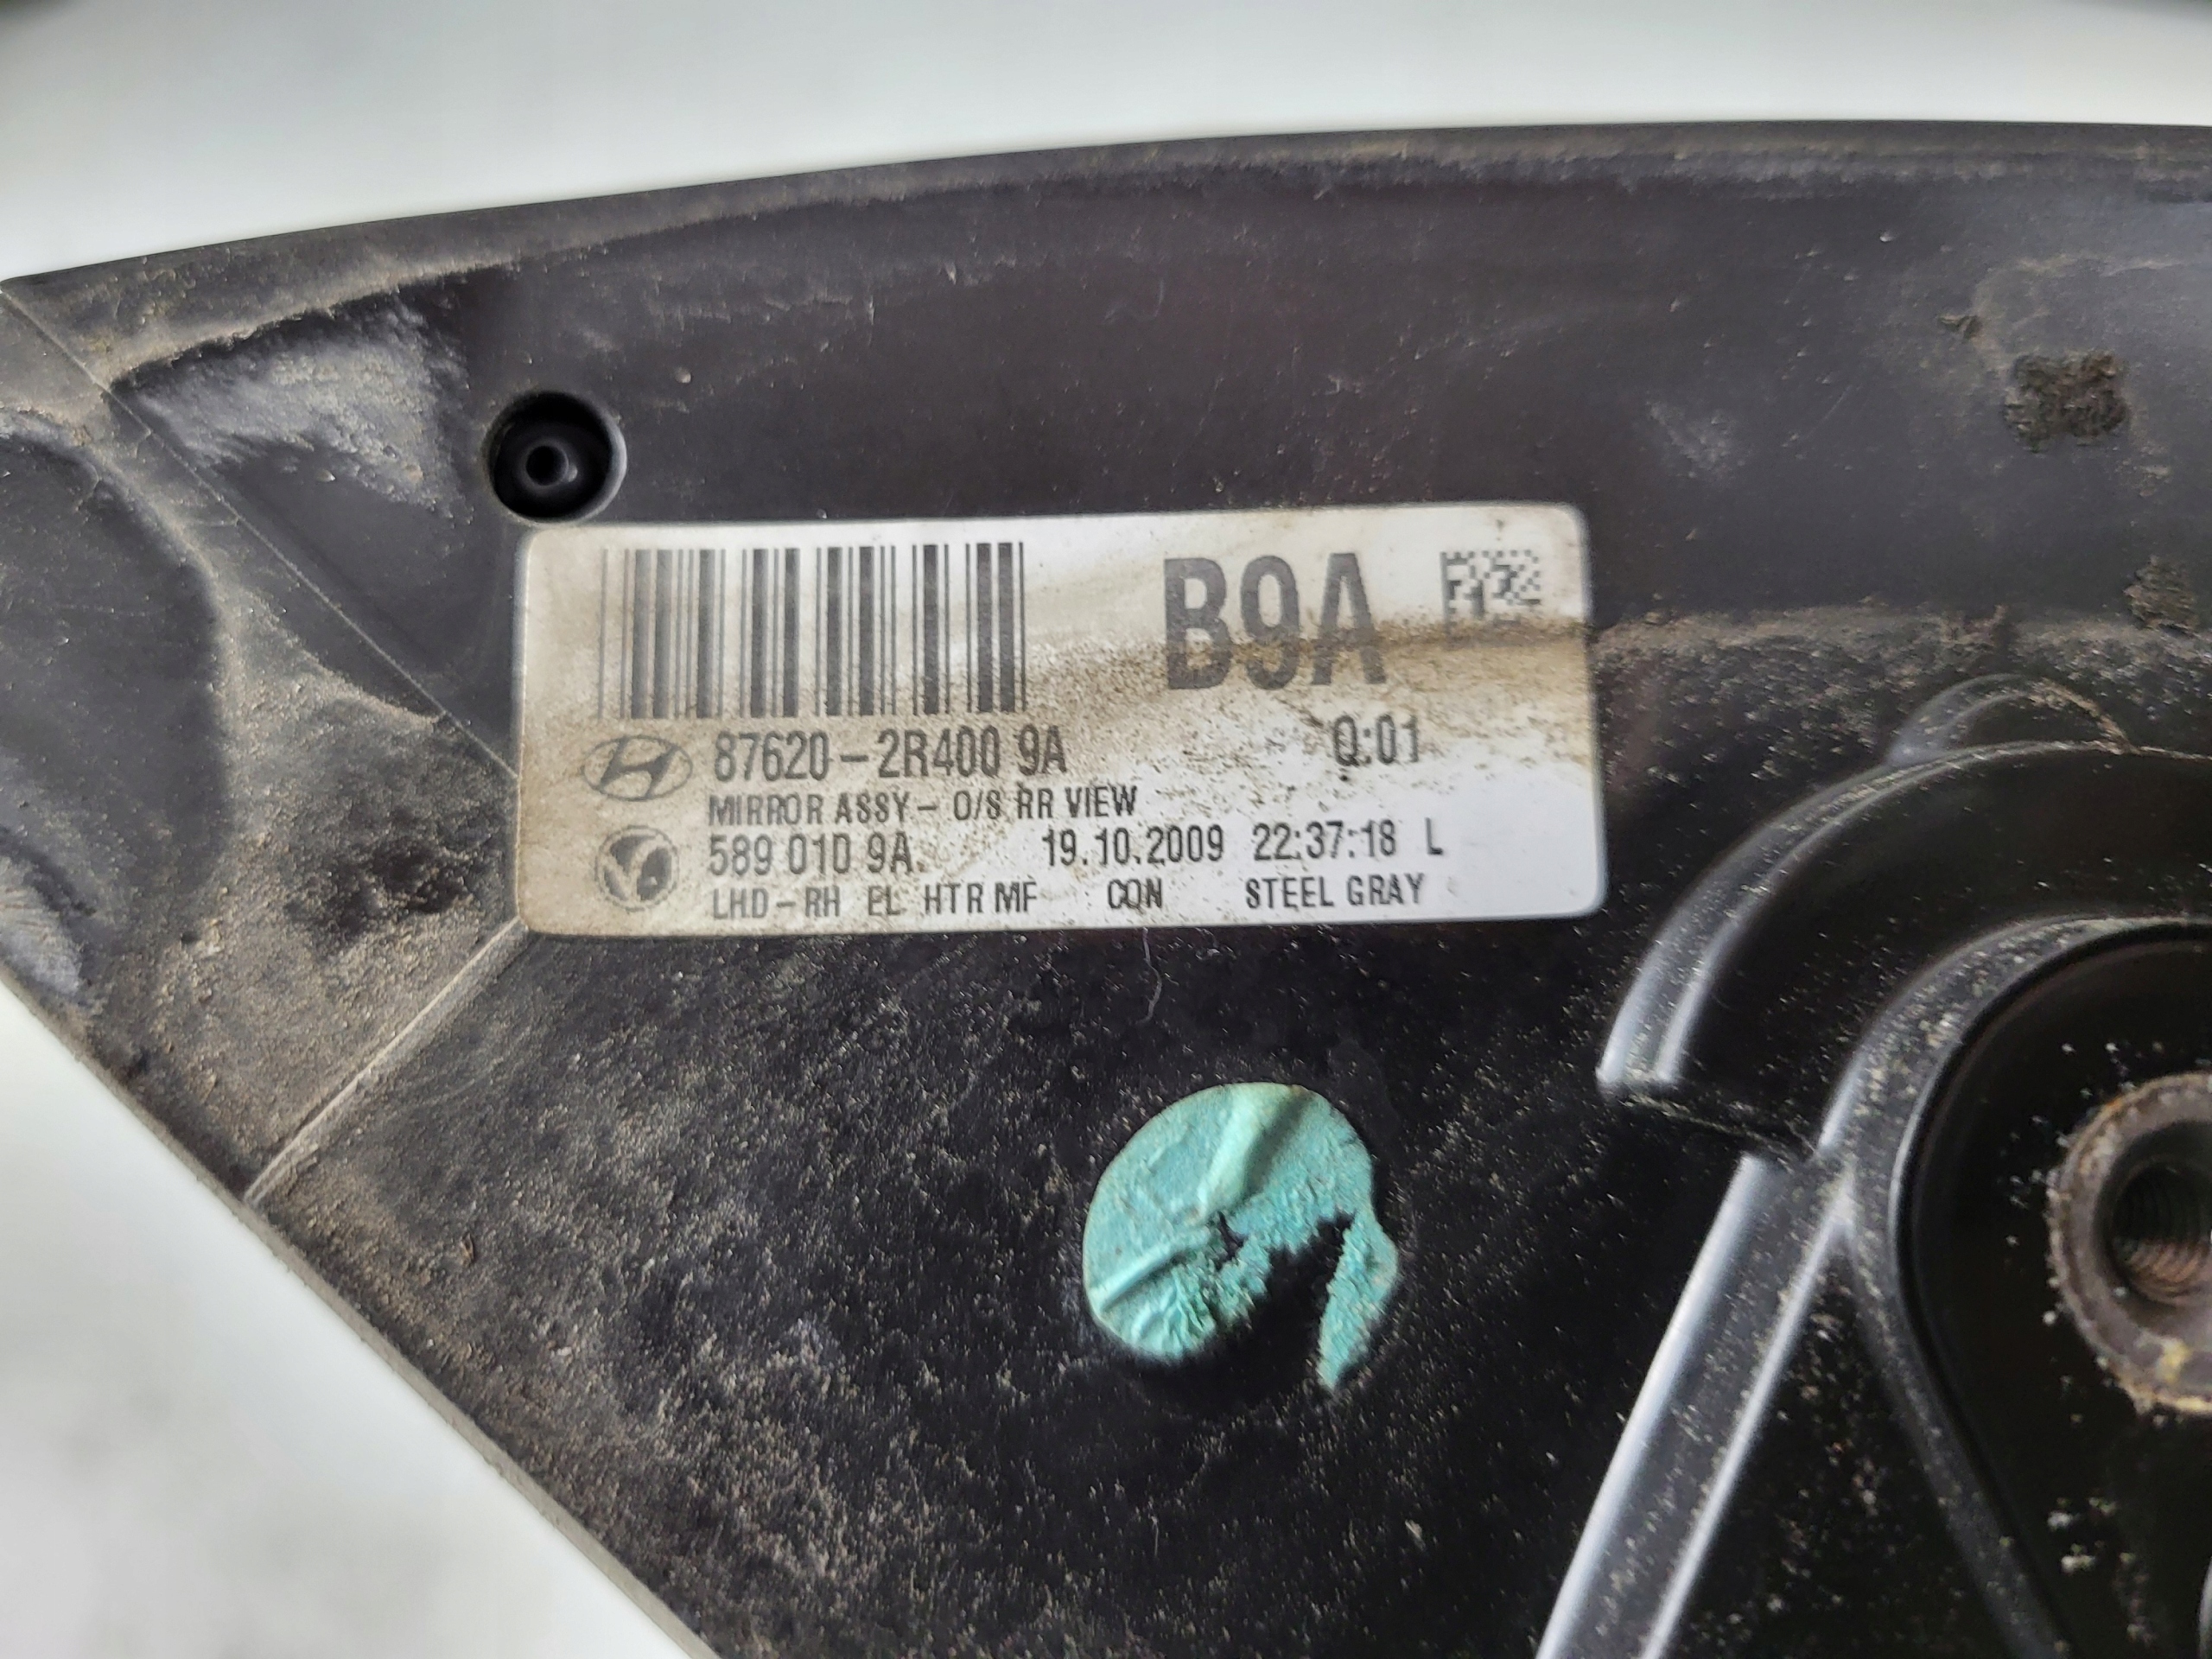 B9A
87620-2R400 9A Q:01
MIRROR ASSY- O/S RR VIEW
589 010 9A. 19.10.2009 22:37:18 L
LHD-RH EL HTR MF CON STEEL GRAY